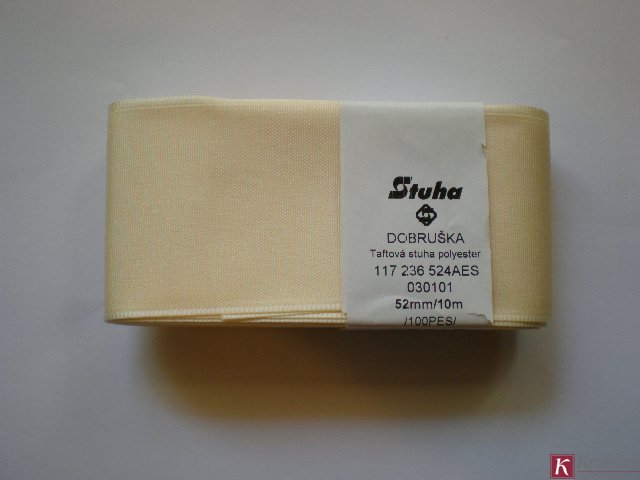 Stuha
DOBRUŠKA
Taftová stuha polyester
117 236 524AES
030101
52mm/10m
/100PES/
K